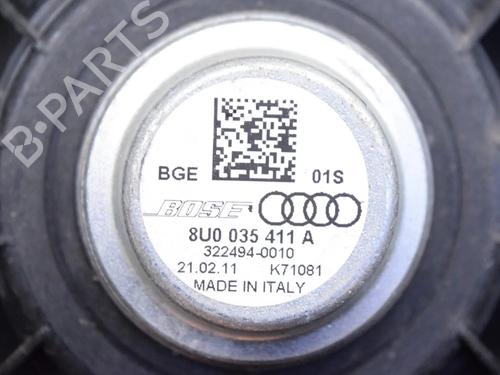 B-PARTS
BGE 01S
BOSE
8U0 035 411 A
322494-0010
21.02.11 K71081
MADE IN ITALY